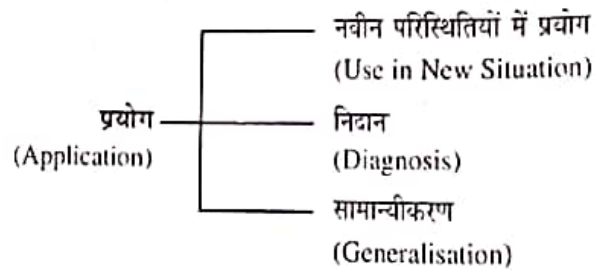 नवीन परिस्थितियों में प्रयोग
(Use in New Situation)
प्रयोग
(Application)
निदान
(Diagnosis)
सामान्यीकरण
(Generalisation)